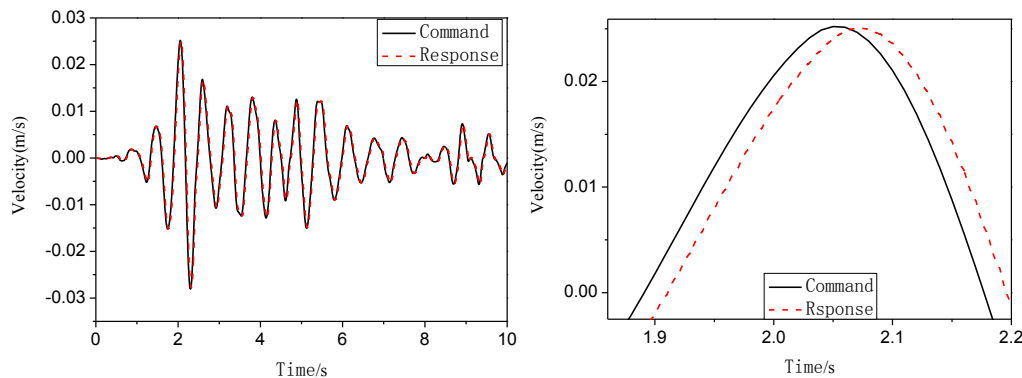 0.03
0.02
0.01
0.00
-0.01
-0.02
-0.03
Velocity(m/s)
Command
Response
0
2
4
6
8
10
Time/s
0.02
0.01
0.00
Velocity(m/s)
Command
Rsponse
1.9
2.0
2.1
2.2
Time/s